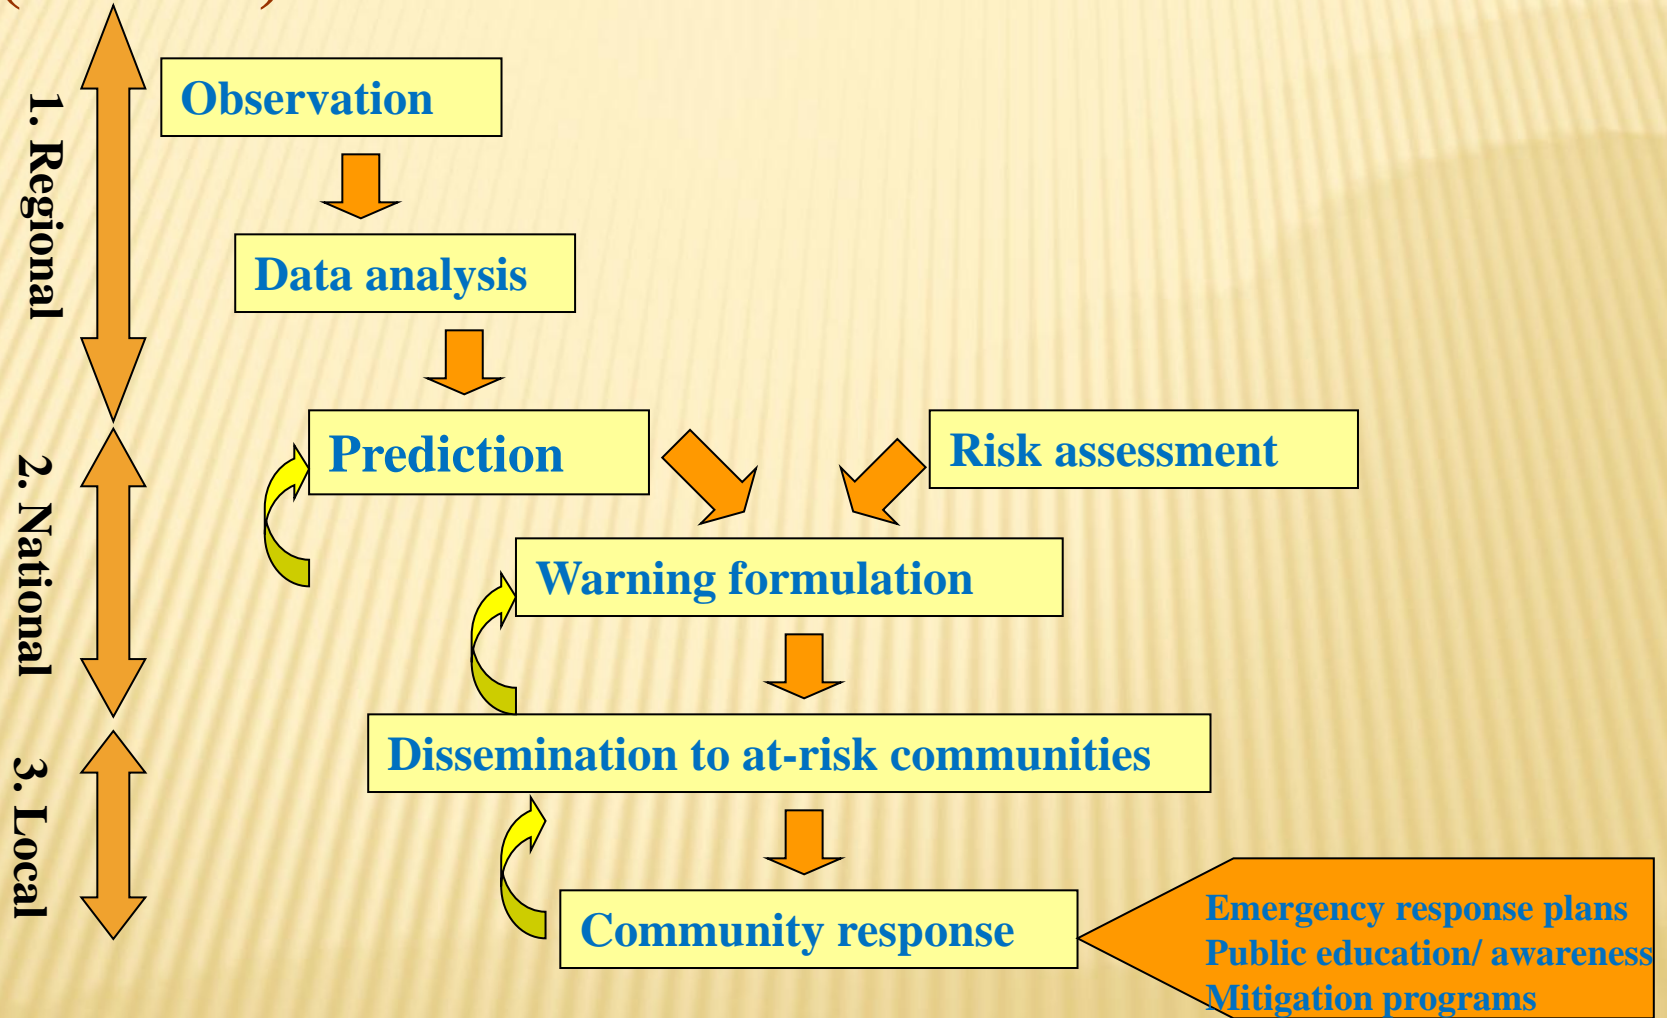 1. Regional
Observation
Data analysis
2. National
Prediction
Risk assessment
Warning formulation
3. Local
Dissemination to at-risk communities
Community response
Emergency response plans
Public education/ awareness
Mitigation programs